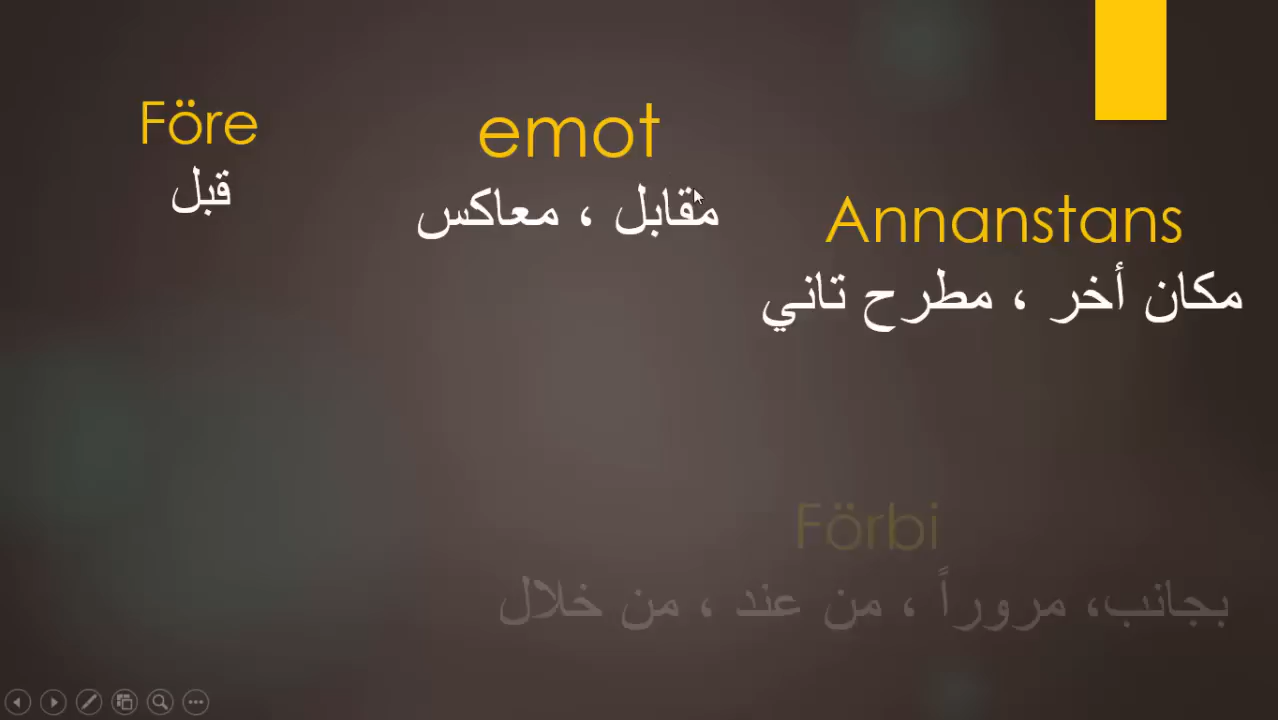 Före
قبل
emot
مقابل ، معاكس
Annanstans
مكان أخر ، مطرح تاني
Förbi
بجانب، مروراً ، من عند ، من خلال